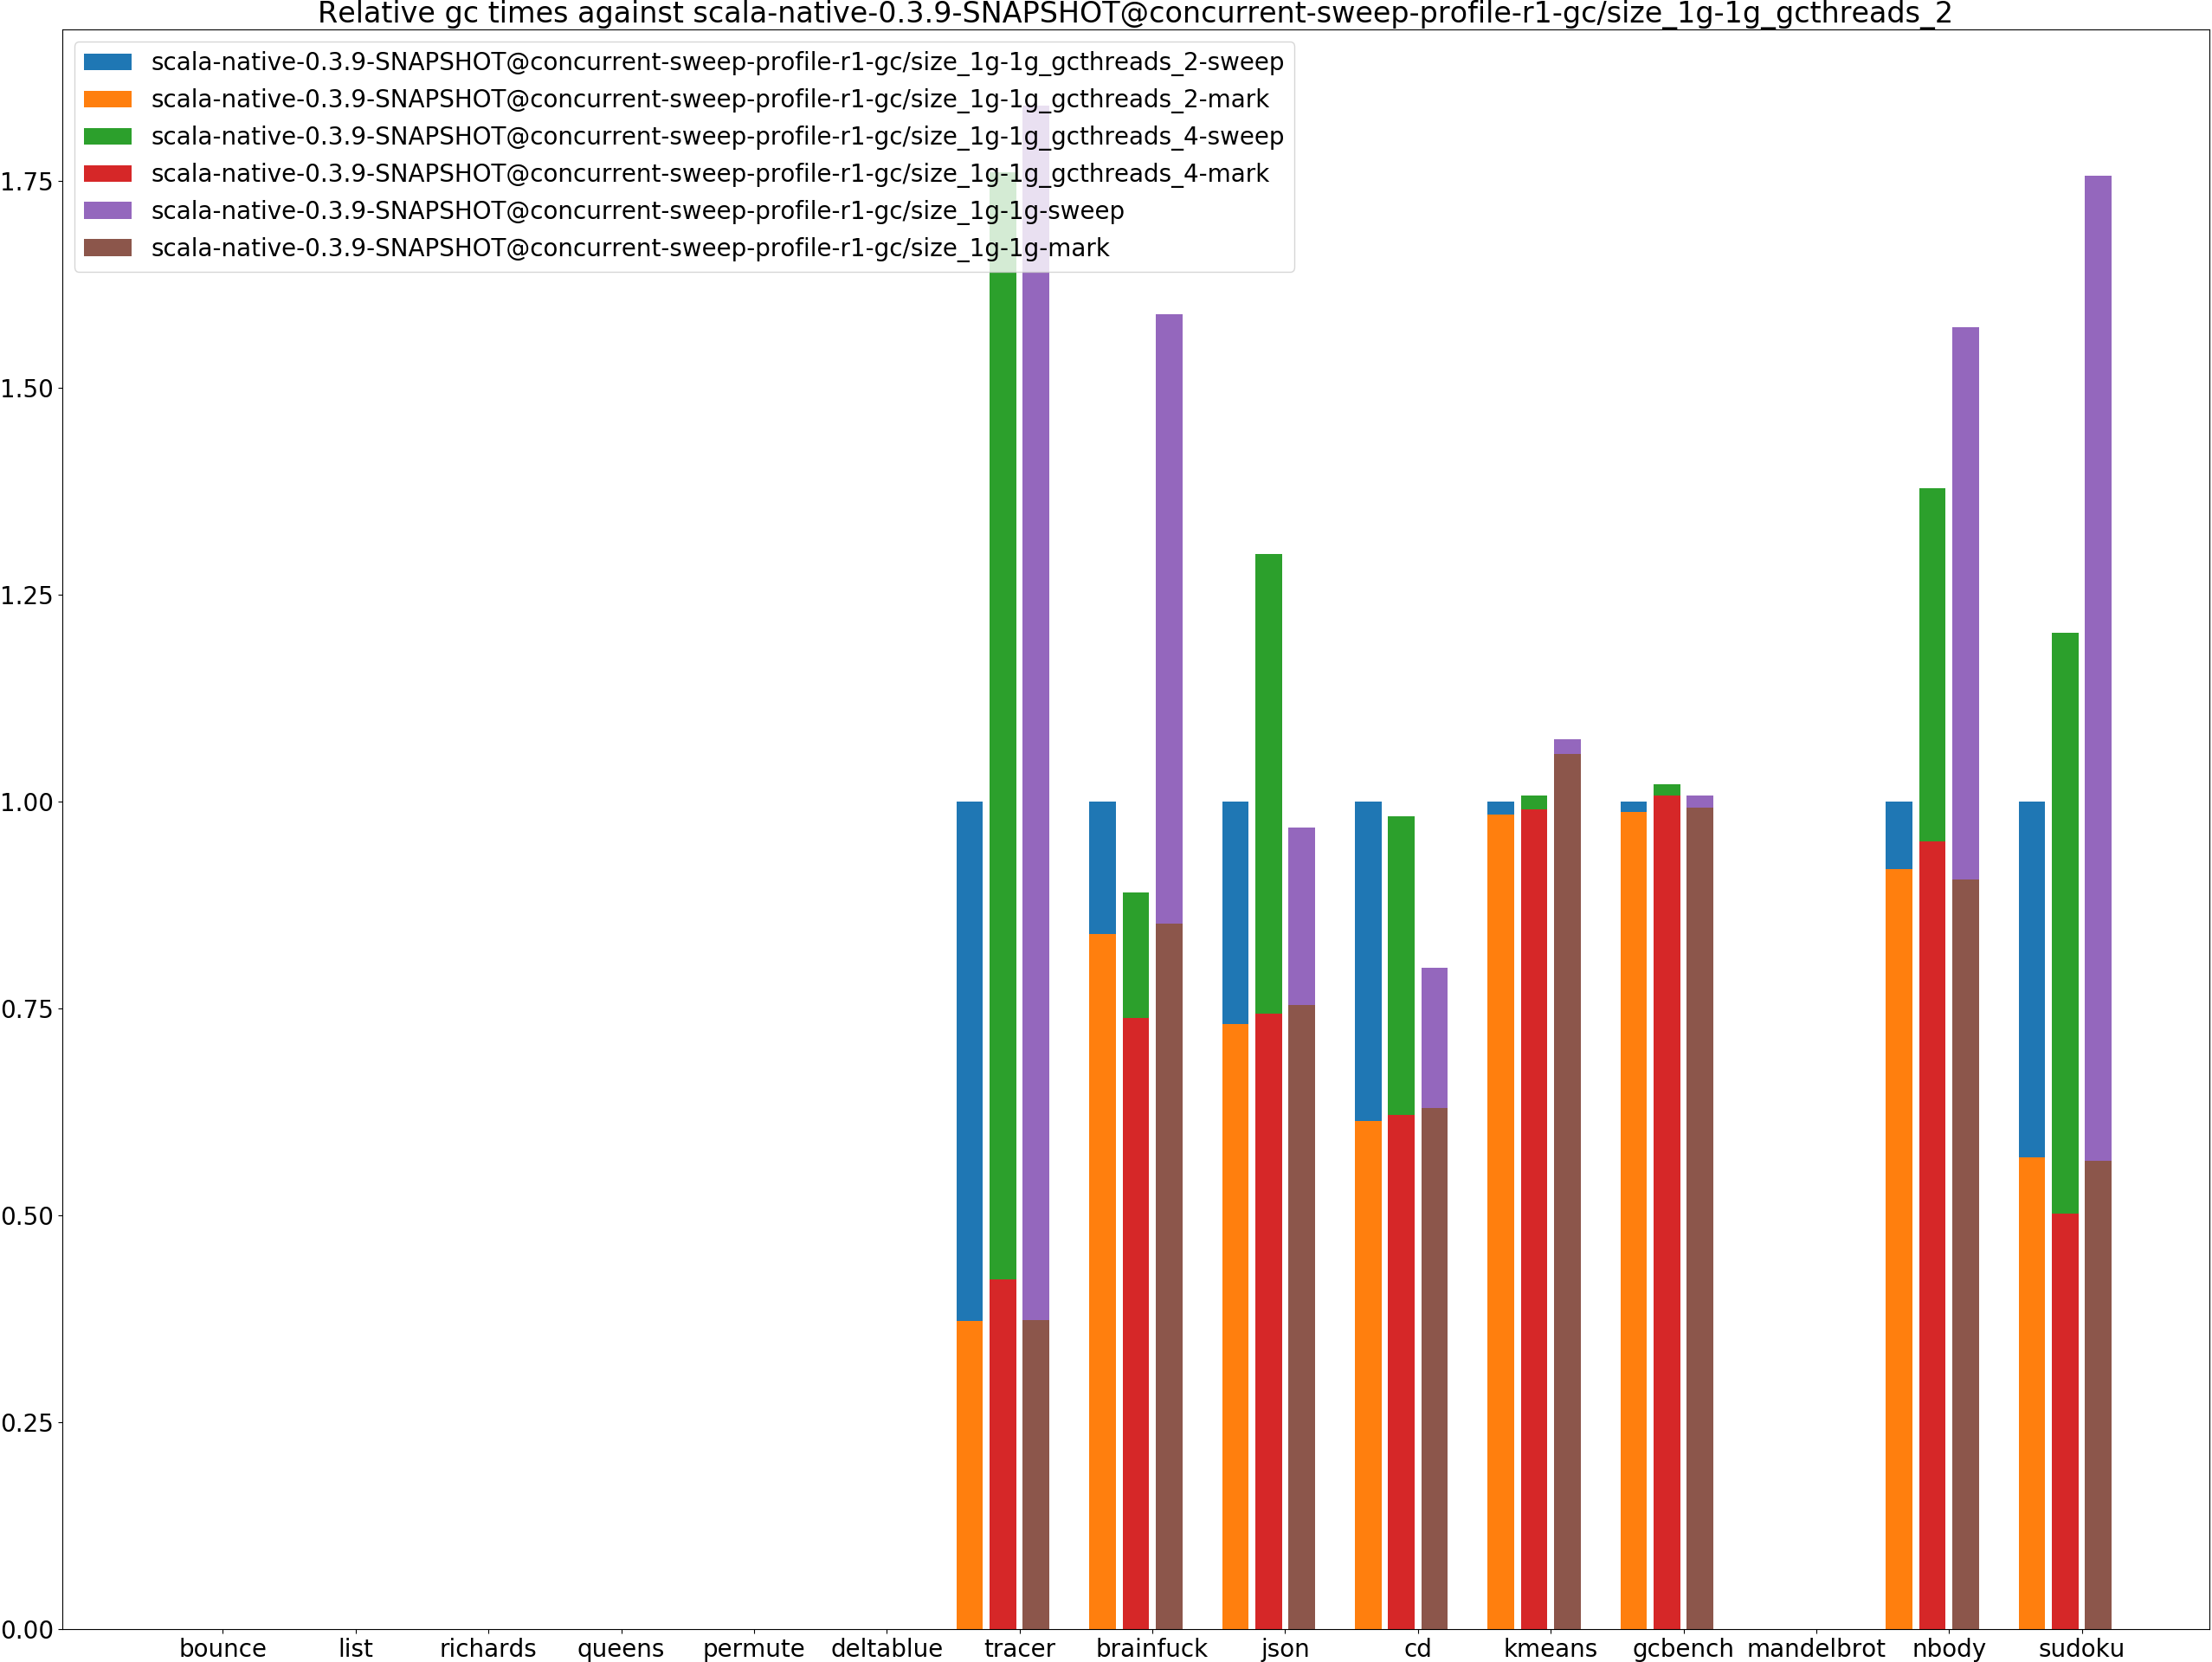 Relative gc times against scala-native-0.3.9-SNAPSHOT@concurrent-sweep-profile-r1-gc/size_1g-1g_gcthreads_2
scala-native-0.3.9-SNAPSHOT@concurrent-sweep-profile-r1-gc/size_1g-1g_gcthreads_2-sweep
scala-native-0.3.9-SNAPSHOT@concurrent-sweep-profile-r1-gc/size_1g-1g_gcthreads_2-mark
scala-native-0.3.9-SNAPSHOT@concurrent-sweep-profile-r1-gc/size_1g-1g_gcthreads_4-sweep
scala-native-0.3.9-SNAPSHOT@concurrent-sweep-profile-r1-gc/size_1g-1g_gcthreads_4-mark
scala-native-0.3.9-SNAPSHOT@concurrent-sweep-profile-r1-gc/size_1g-1g-sweep
scala-native-0.3.9-SNAPSHOT@concurrent-sweep-profile-r1-gc/size_1g-1g-mark
1.75
1.50
1.25
1.00
0.75
0.50
0.25
0.00
bounce list richards queens permute deltablue tracer brainfuck json cd kmeans gcbench mandelbrot nbody sudoku